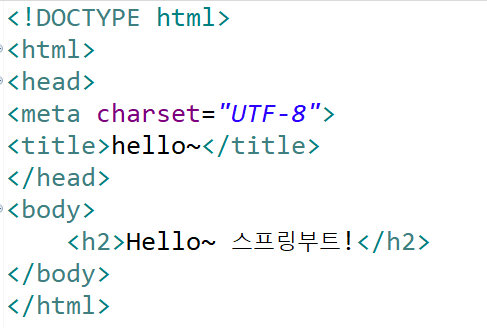 <!DOCTYPE html>
<html>
<head>
<meta charset="UTF-8">
<title>hello~</title>
</head>
<body>
    <h2>Hello~ 스프링부트!</h2>
</body>
</html>